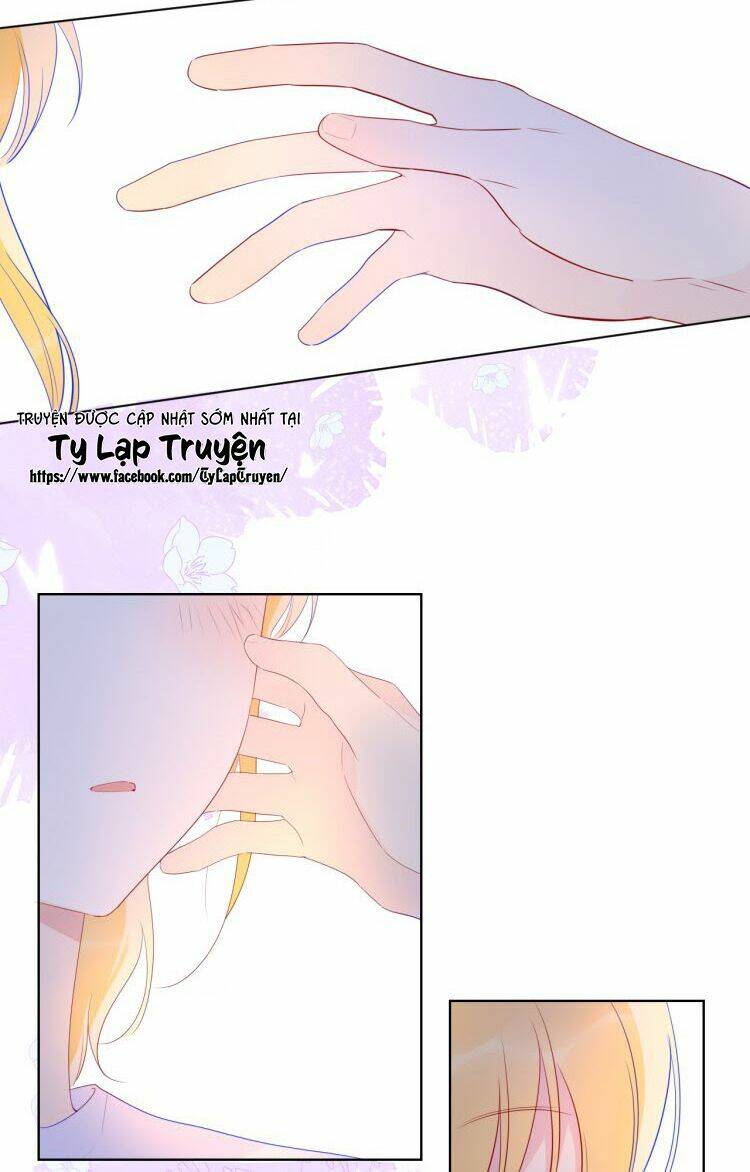 TRUYỆN ĐƯỢC CẬP NHẬT SỚM NHẤT TẠI
TY LẠP TRUYỆN
https://www.facebook.com/TyLapTruyen/